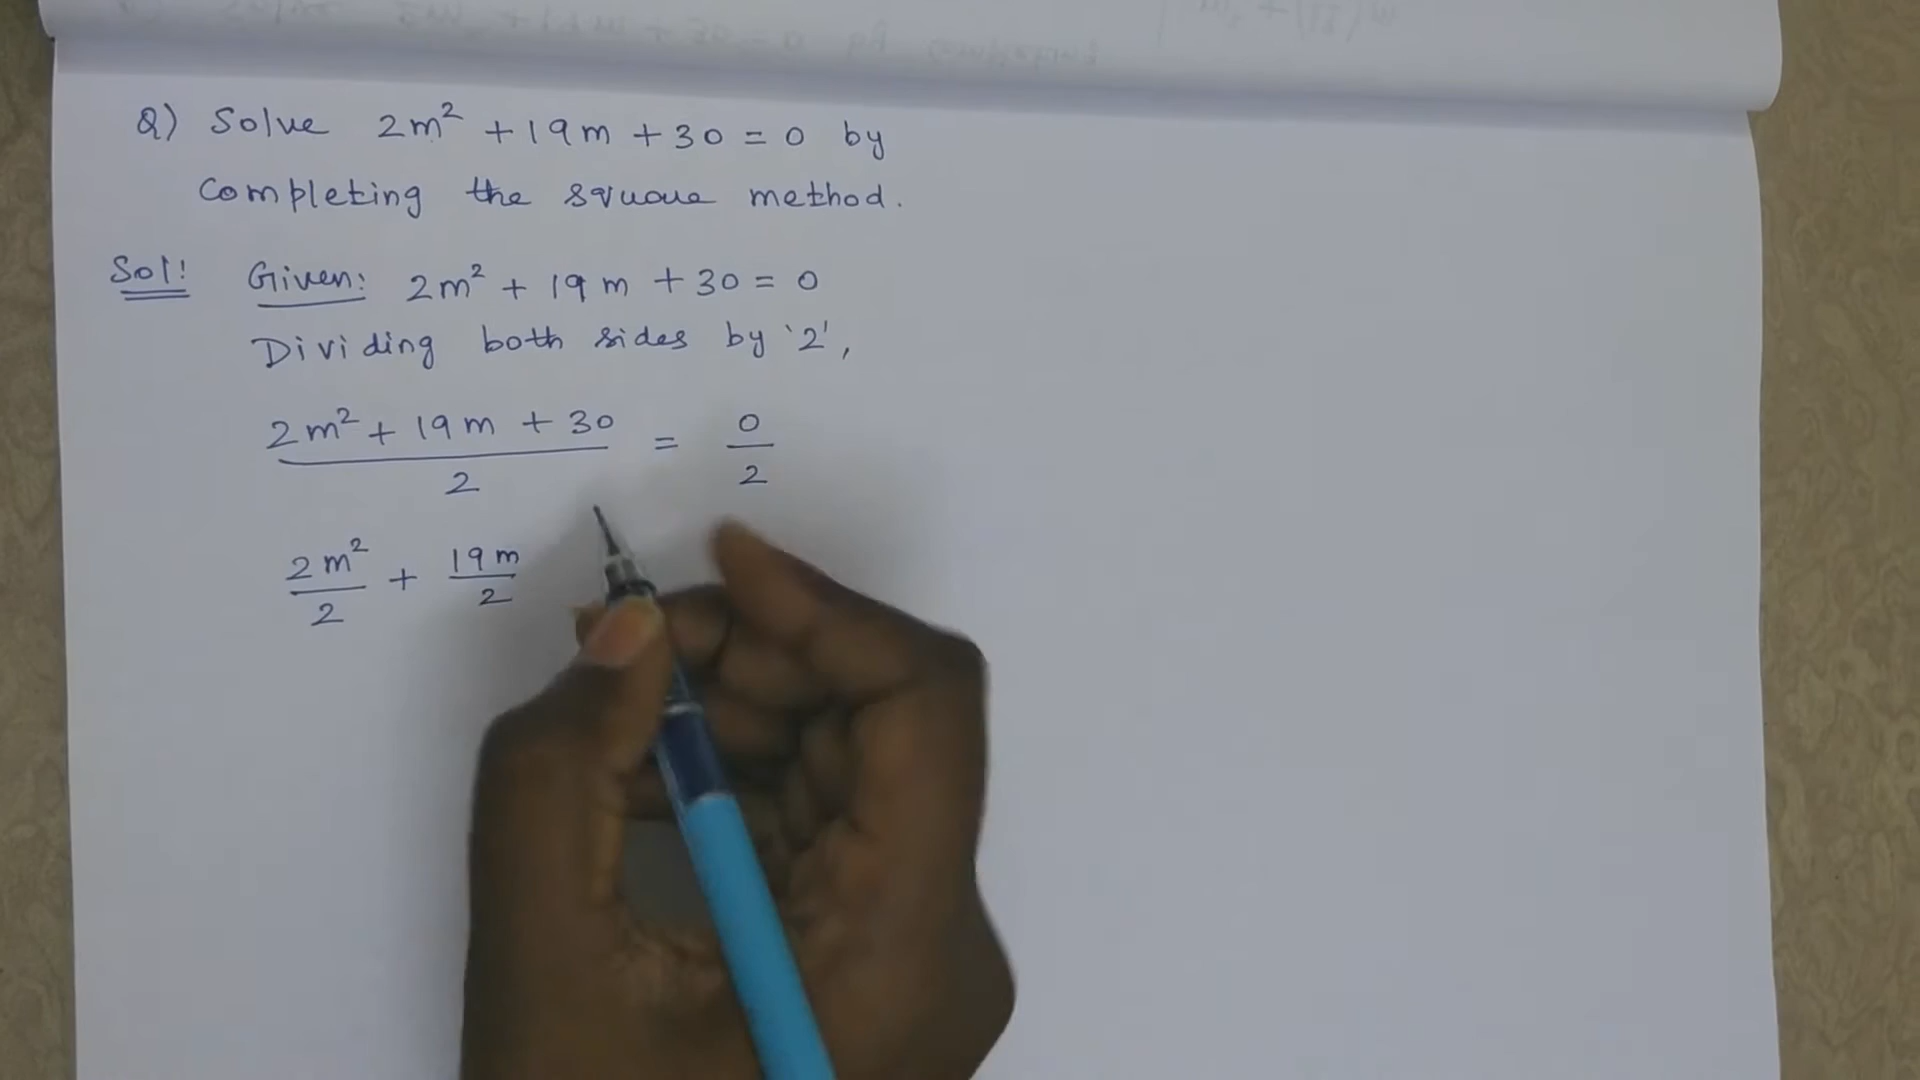 Q) Solve 2m² + 19m + 30 = 0 by
completing the square method.
Sol! Given: 2m² + 19m + 30 = 0
Dividing both sides by '2',
2m² + 19m + 30 / 2 = 0 / 2
2m² / 2 + 19m / 2